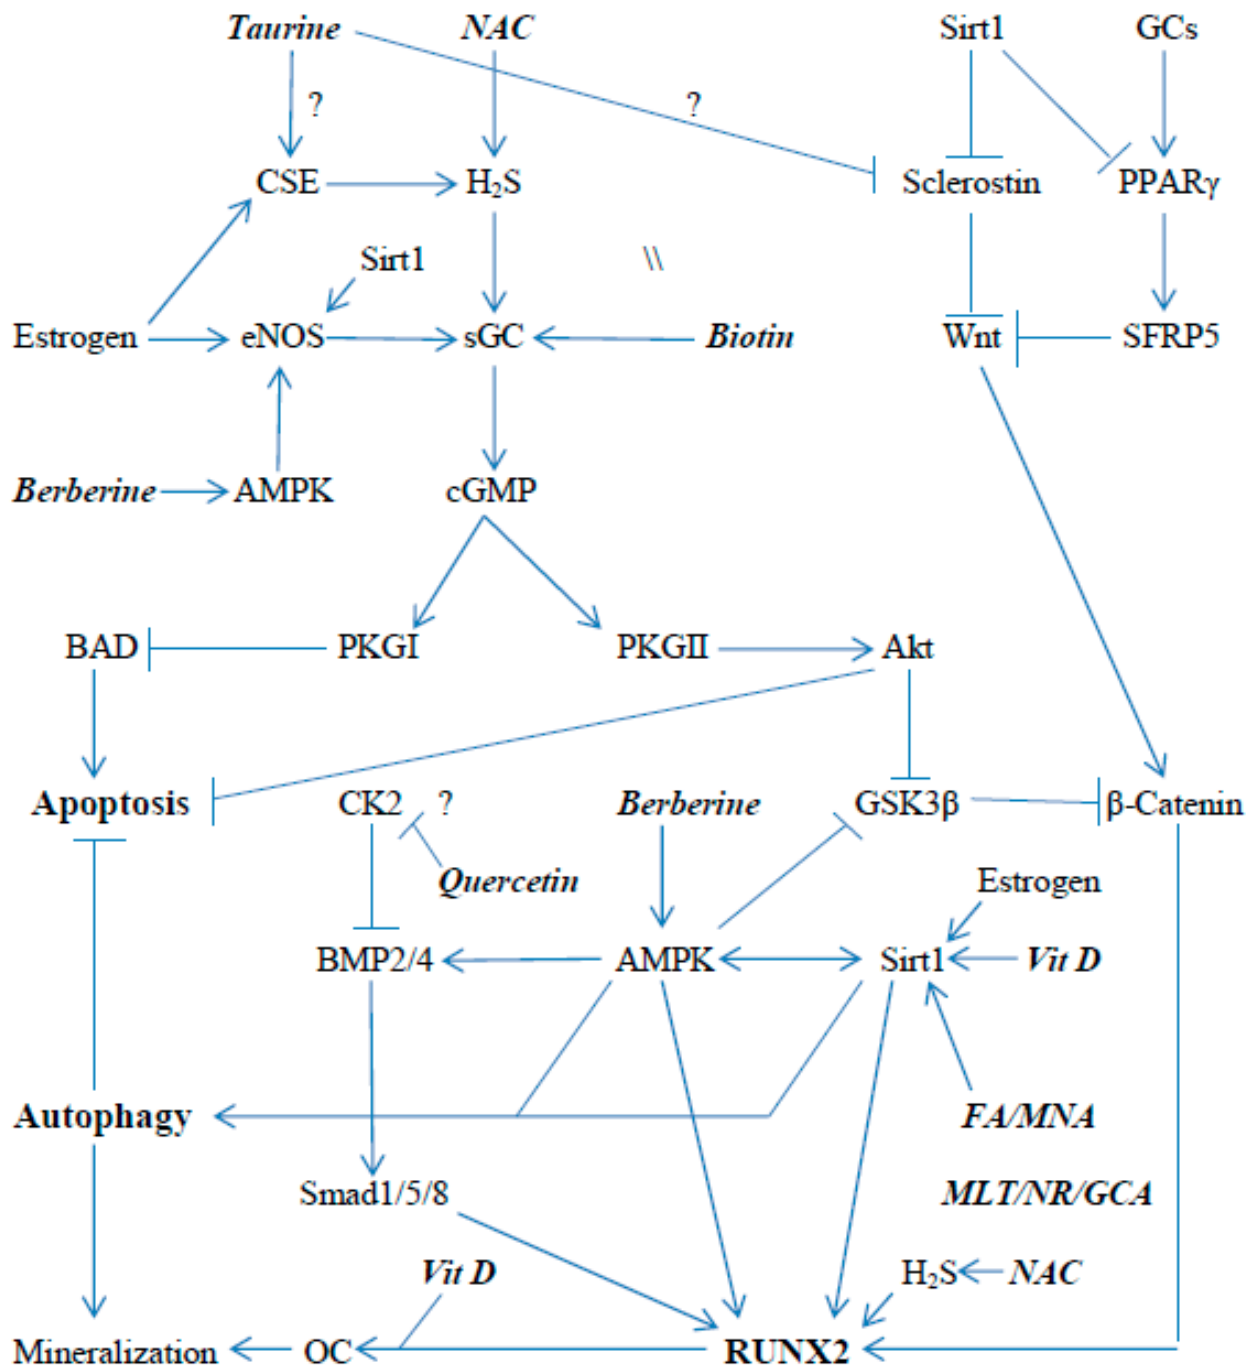 Taurine NAC Sirt1 GCs
? ?
CSE H₂S Sclerostin PPARγ
Sirt1 \\
Estrogen eNOS sGC Biotin Wnt SFRP5
Berberine AMPK cGMP
BAD PKGI PKGII Akt
Apoptosis CK2 ? Berberine GSK3β β-Catenin
Quercetin Estrogen
BMP2/4 AMPK Sirt1 Vit D
Autophagy FA/MNA
Smad1/5/8 MLT/NR/GCA
Vit D H₂S NAC
Mineralization OC RUNX2